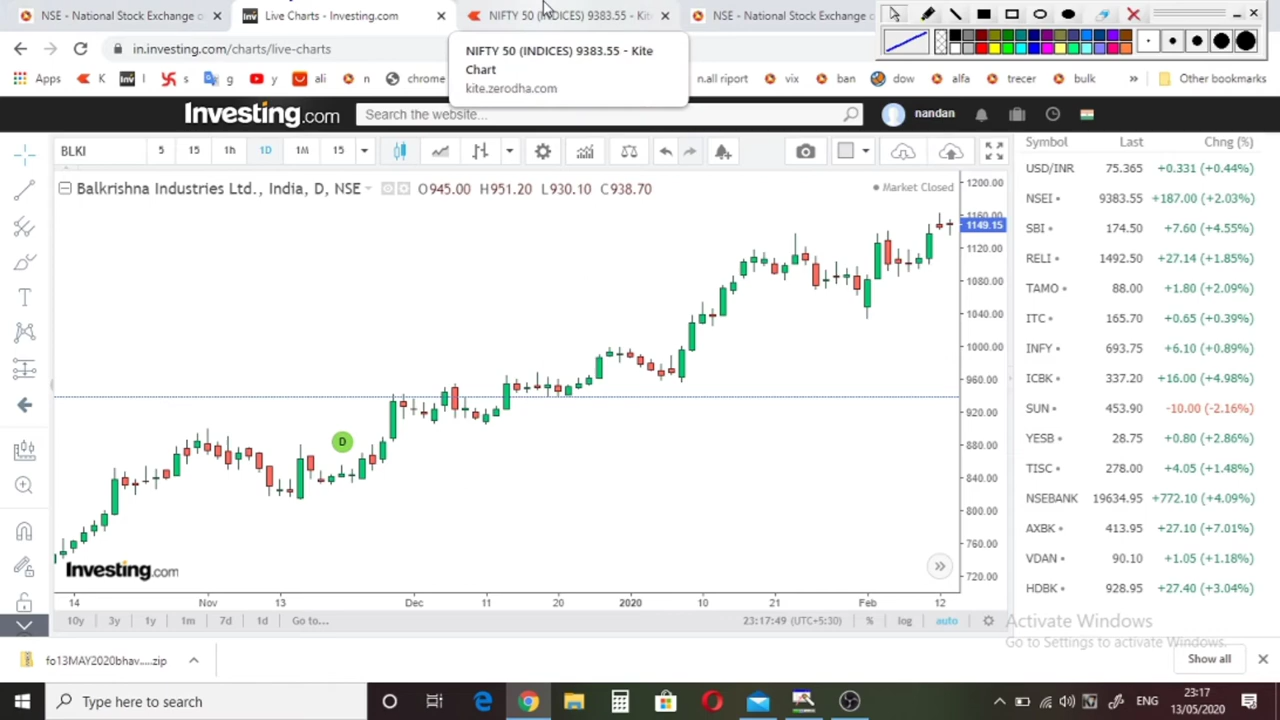 NSE - National Stock Exchange o
Live Charts - Investing.com
NIFTY 50 (INDICES) 9383.55 - Kit
NSE - National Stock Exchange
in.investing.com/charts/live-charts
NIFTY 50 (INDICES) 9383.55 - Kite
Chart
kite.zerodha.com
Apps K I s g y ali n chrome n.all riport vix ban dow alfa trecer bulk » Other bookmarks
Investing.com Search the website... nandan
BLKI 5 15 1h 1D 1M 15
Symbol Last Chng (%)
Balkrishna Industries Ltd., India, D, NSE O945.00 H951.20 L930.10 C938.70
Market Closed
USD/INR 75.365 +0.331 (+0.44%)
NSEI 9383.55 +187.00 (+2.03%)
SBI 174.50 +7.60 (+4.55%)
RELI 1492.50 +27.14 (+1.85%)
TAMO 88.00 +1.80 (+2.09%)
ITC 165.70 +0.65 (+0.39%)
INFY 693.75 +6.10 (+0.89%)
ICBK 337.20 +16.00 (+4.98%)
SUN 453.90 -10.00 (-2.16%)
YESB 28.75 +0.80 (+2.86%)
TISC 278.00 +4.05 (+1.48%)
NSEBANK 19634.95 +772.10 (+4.09%)
AXBK 413.95 +27.10 (+7.01%)
VDAN 90.10 +1.05 (+1.18%)
HDBK 928.95 +27.40 (+3.04%)
1200.00
1160.00
1149.15
1120.00
1080.00
1040.00
1000.00
960.00
920.00
880.00
840.00
800.00
760.00
720.00
D
Investing.com
14 Nov 13 Dec 11 20 2020 10 21 Feb 12
10y 3y 1y 1m 7d 1d Go to... 23:17:49 (UTC+5:30) % log auto
Activate Windows
Go to Settings to activate Windows.
fo13MAY2020bhav....zip
Show all
Type here to search
ENG
23:17
13/05/2020